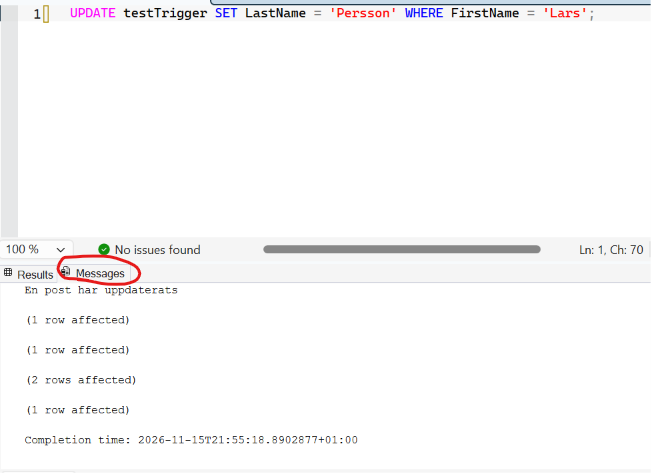 1 UPDATE testTrigger SET LastName = 'Persson' WHERE FirstName = 'Lars';
100 % No issues found Ln: 1, Ch: 70
Results Messages
En post har uppdaterats
(1 row affected)
(1 row affected)
(2 rows affected)
(1 row affected)
Completion time: 2026-11-15T21:55:18.8902877+01:00